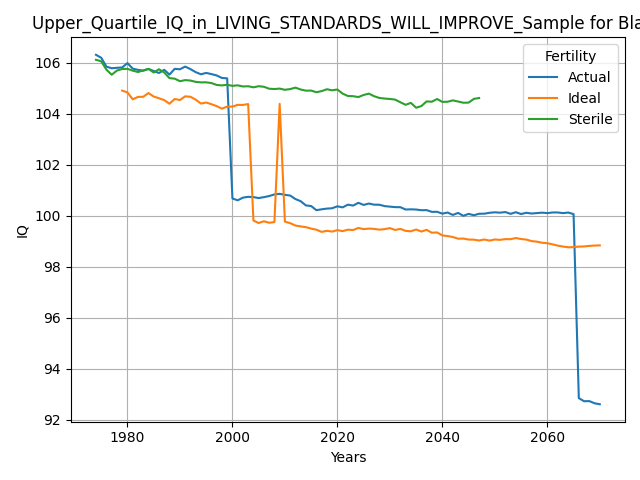 Upper_Quartile_IQ_in_LIVING_STANDARDS_WILL_IMPROVE_Sample for Bla
Fertility
Actual
Ideal
Sterile
106
104
102
100
98
96
94
92
IQ
1980 2000 2020 2040 2060
Years